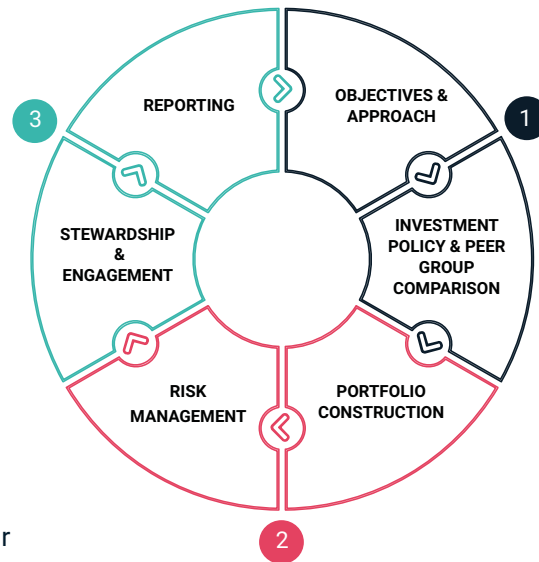 REPORTING
OBJECTIVES &
APPROACH
3
1
STEWARDSHIP
&
ENGAGEMENT
INVESTMENT
POLICY & PEER
GROUP
COMPARISON
RISK
MANAGEMENT
PORTFOLIO
CONSTRUCTION
r
2